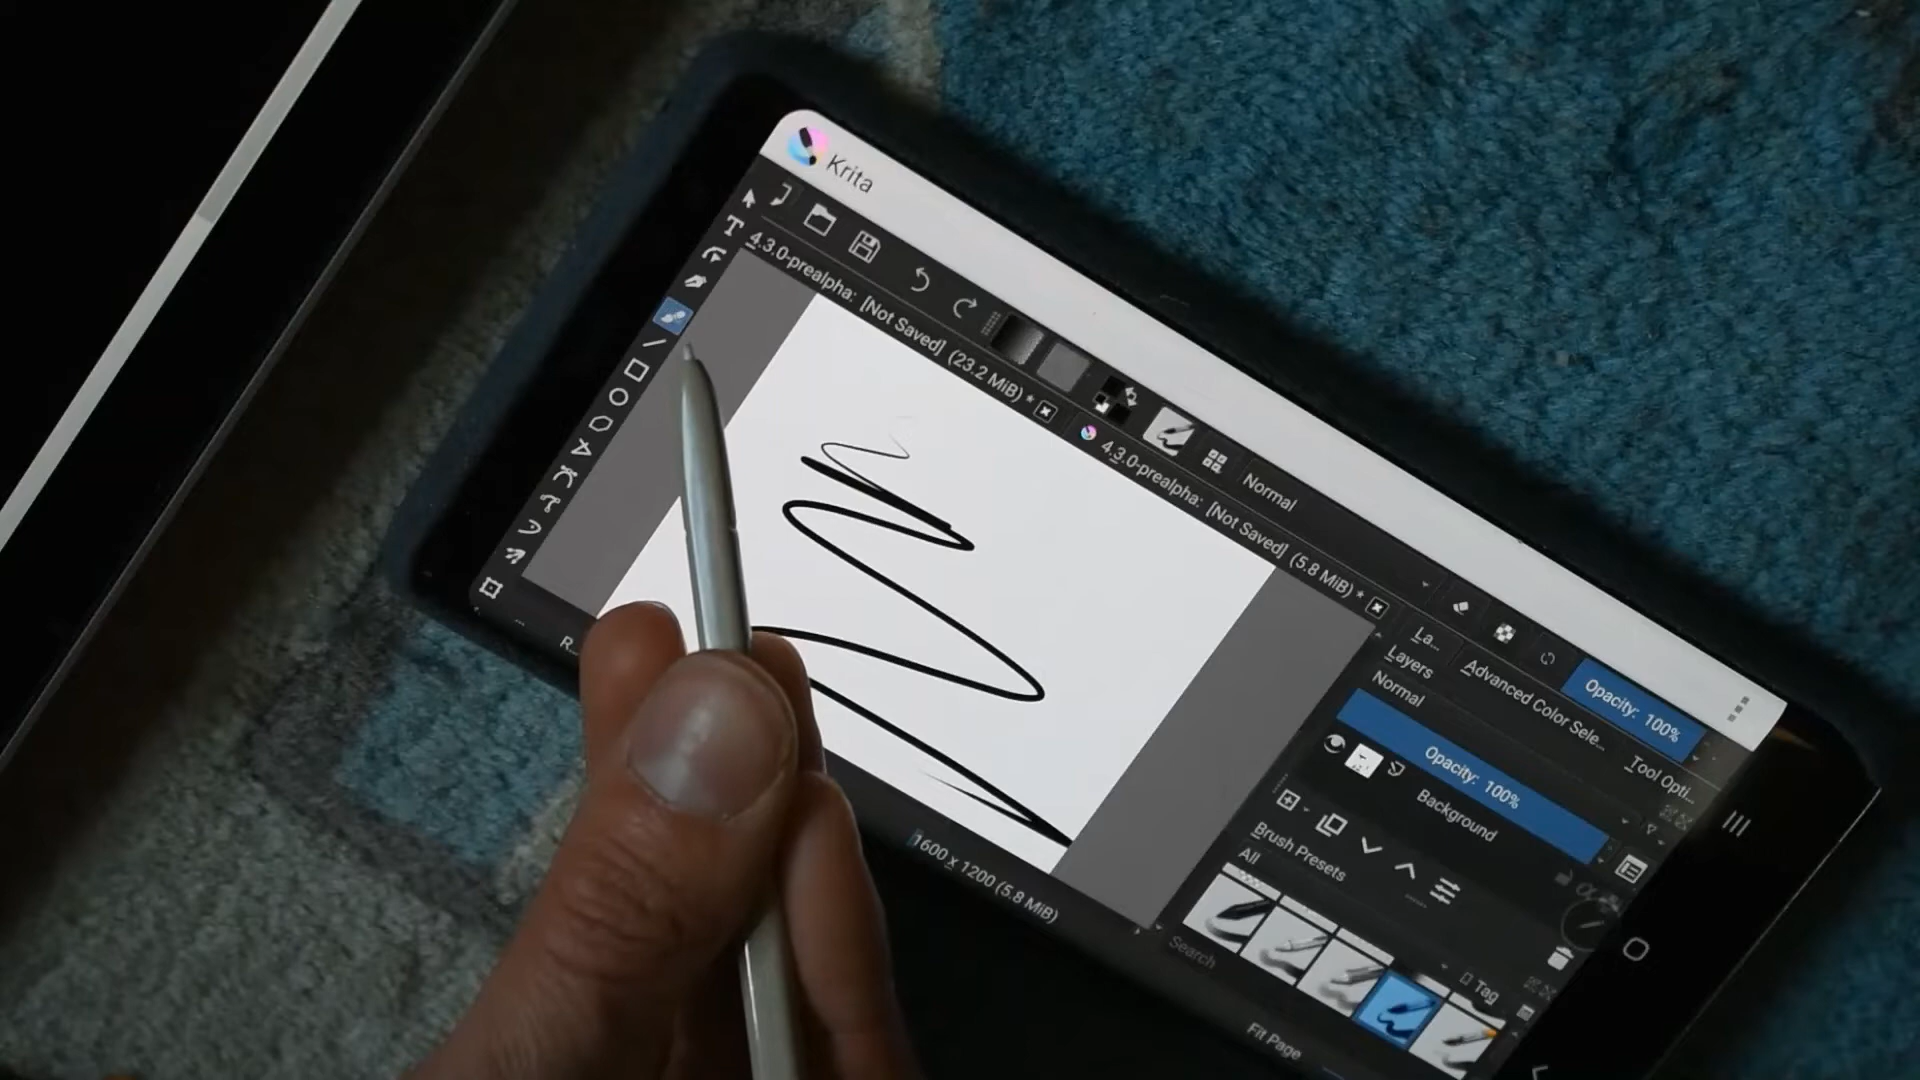 Krita
4.3.0-prealpha: [Not Saved] (23.2 MiB) *
4.3.0-prealpha: [Not Saved] (5.8 MiB) *
Normal
Opacity: 100%
La...
Advanced Color Sele...
Tool Opti...
Layers
Normal
Opacity: 100%
Background
Brush Presets
All
Tag
Search
R...
1600 x 1200 (5.8 MiB)
Fit Page